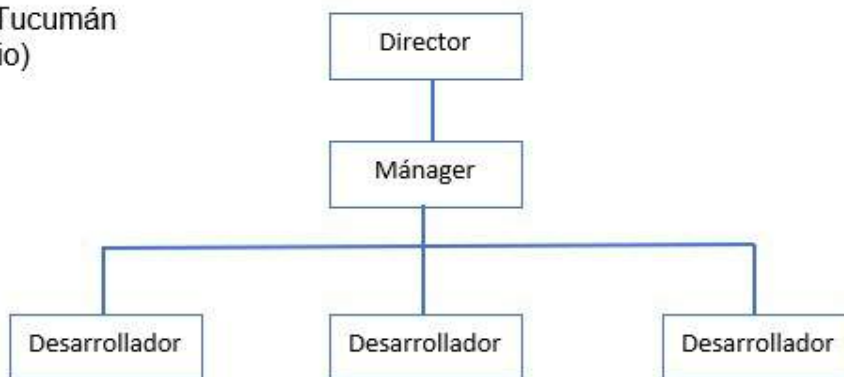 Tucumán
io)
Director
Mánager
Desarrollador
Desarrollador
Desarrollador